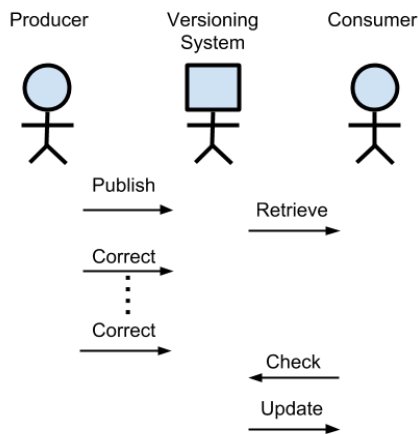 Producer
Versioning
System
Consumer
Publish
Retrieve
Correct
Correct
Check
Update